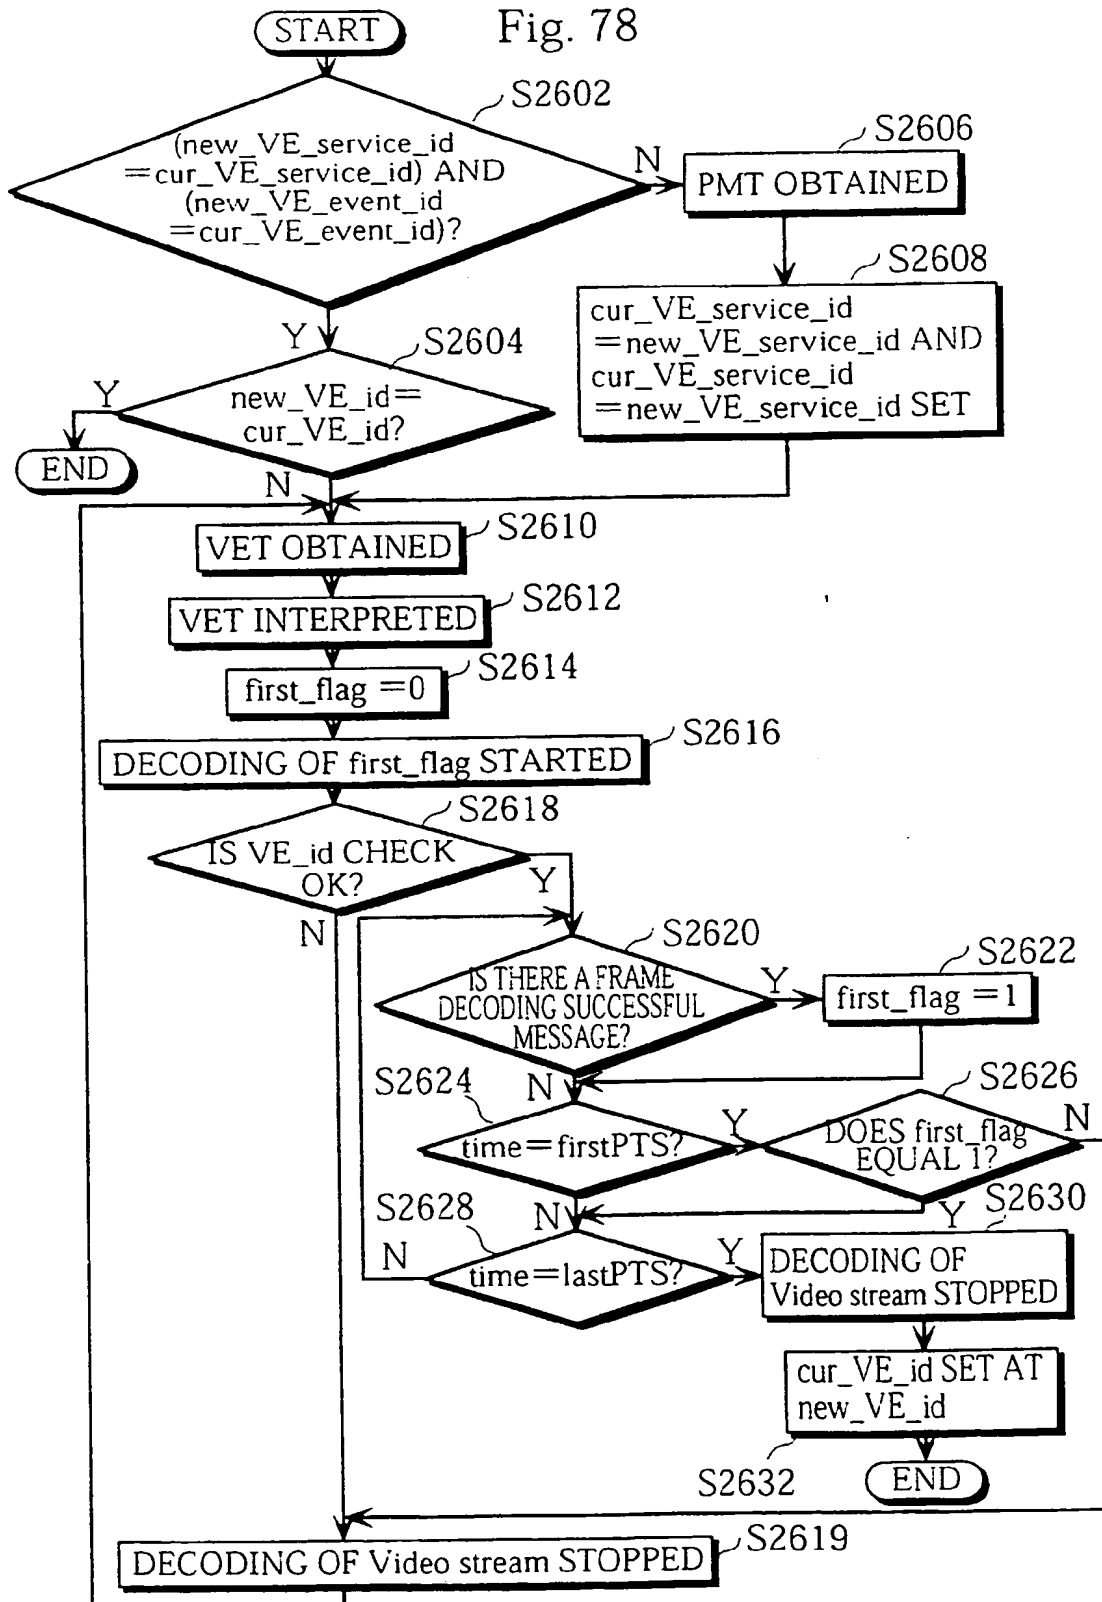 Fig. 78
START
S2602
(new_VE_service_id
=cur_VE_service_id) AND
(new_VE_event_id
=cur_VE_event_id)?
N
S2606
PMT OBTAINED
S2608
cur_VE_service_id
=new_VE_service_id AND
cur_VE_service_id
=new_VE_service_id SET
Y
S2604
new_VE_id=
cur_VE_id?
Y
END
N
S2610
VET OBTAINED
S2612
VET INTERPRETED
S2614
first_flag =0
S2616
DECODING OF first_flag STARTED
S2618
IS VE_id CHECK
OK?
Y
N
S2620
IS THERE A FRAME
DECODING SUCCESSFUL
MESSAGE?
Y
S2622
first_flag =1
N
S2624
time=firstPTS?
Y
S2626
DOES first_flag
EQUAL 1?
N
N
Y
S2628
time=lastPTS?
N
Y
S2630
DECODING OF
Video stream STOPPED
cur_VE_id SET AT
new_VE_id
S2632
END
S2619
DECODING OF Video stream STOPPED